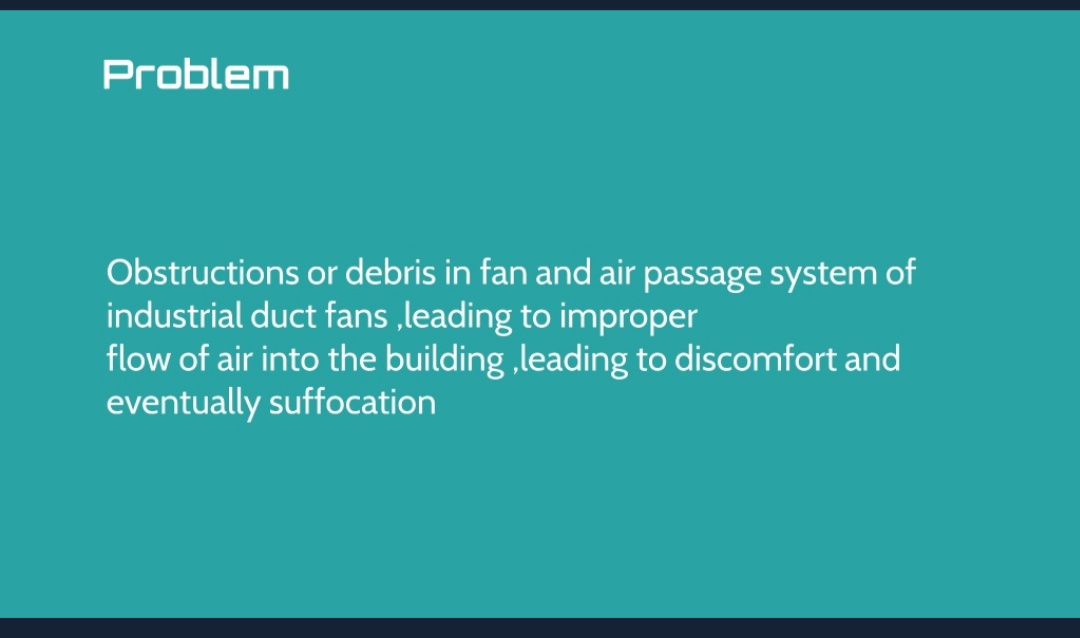 Problem
Obstructions or debris in fan and air passage system of
industrial duct fans ,leading to improper
flow of air into the building ,leading to discomfort and
eventually suffocation